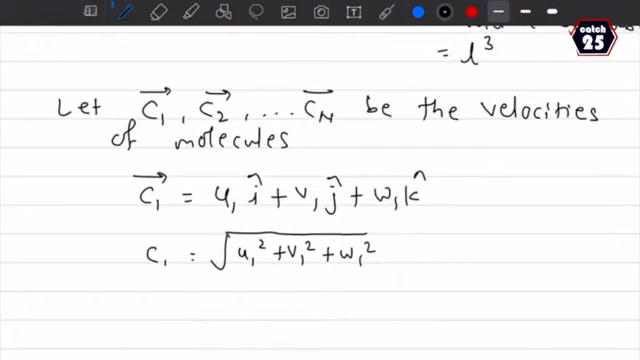 catch
25
= l³
Let C₁⃗, C₂⃗, ... C_N⃗ be the velocities
of molecules
C₁⃗ = u₁ î + v₁ ĵ + w₁ k̂
C₁ = √(u₁² + v₁² + w₁²)